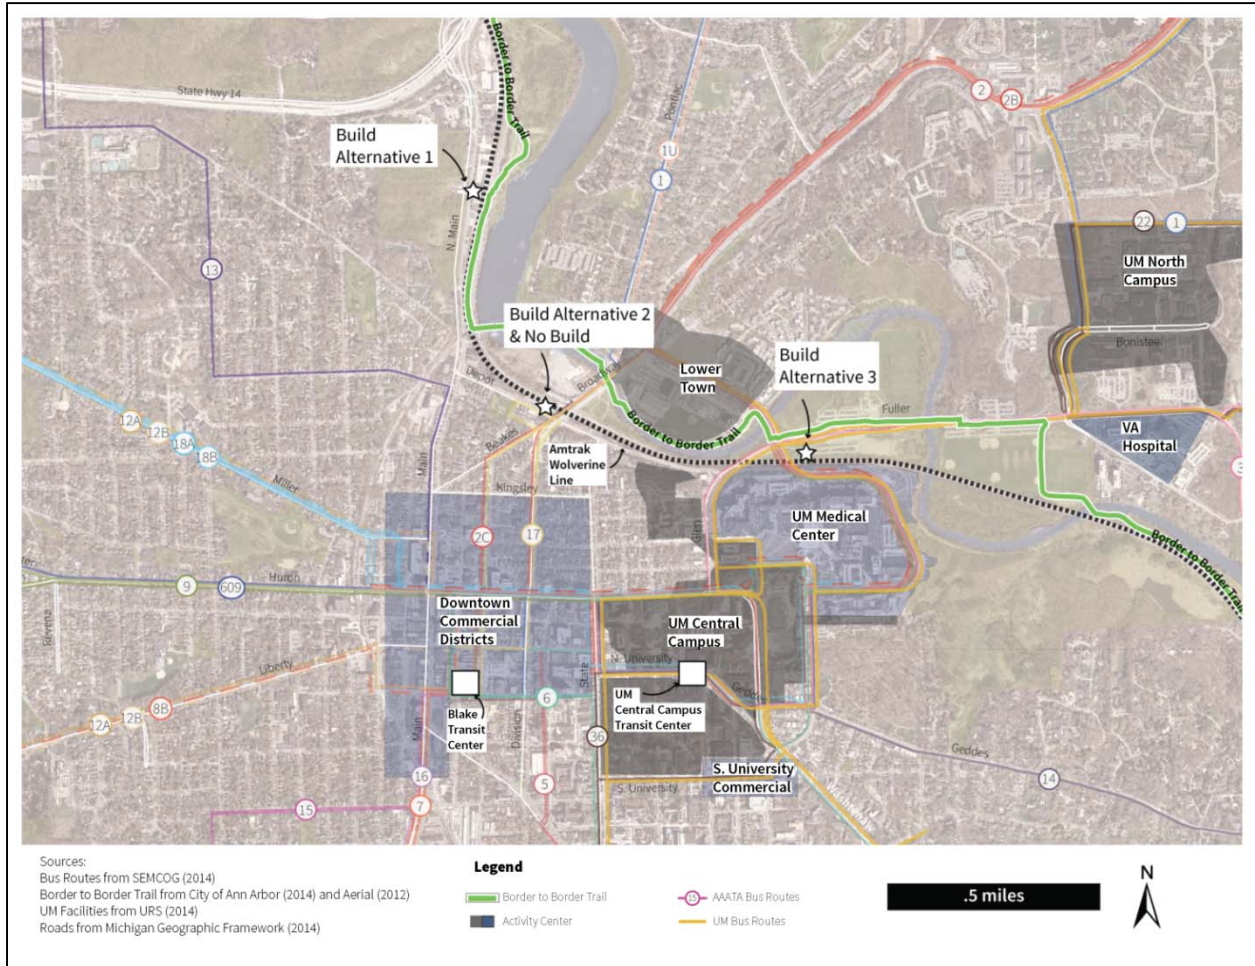 Border to Border Trail
State Hwy 14
Pontiac
2
2B
Build
Alternative 1
1U
1
N. Main
22
1
UM North
Campus
13
Build Alternative 2
& No Build
Bonisteel
Build
Alternative 3
Depot
Broadway
Lower
Town
Fuller
12A
12B
18A
18B
Beakes
Border to Border Trail
VA
Hospital
Main
Amtrak
Wolverine
Line
Miller
Kingsley
3
2C
17
Glen
UM Medical
Center
Border to Border Trail
9
609
Huron
Downtown
Commercial
Districts
UM Central
Campus
Revena
Liberty
State
N. University
Geddes
6
12A
12B
8B
Blake
Transit
Center
UM
Central Campus
Transit Center
Main
Division
36
Geddes
16
5
S. University
S. University
Commercial
14
15
7
Washtenaw
Sources:
Bus Routes from SEMCOG (2014)
Border to Border Trail from City of Ann Arbor (2014) and Aerial (2012)
UM Facilities from URS (2014)
Roads from Michigan Geographic Framework (2014)
Legend
Border to Border Trail
Activity Center
15
AAATA Bus Routes
UM Bus Routes
.5 miles
N